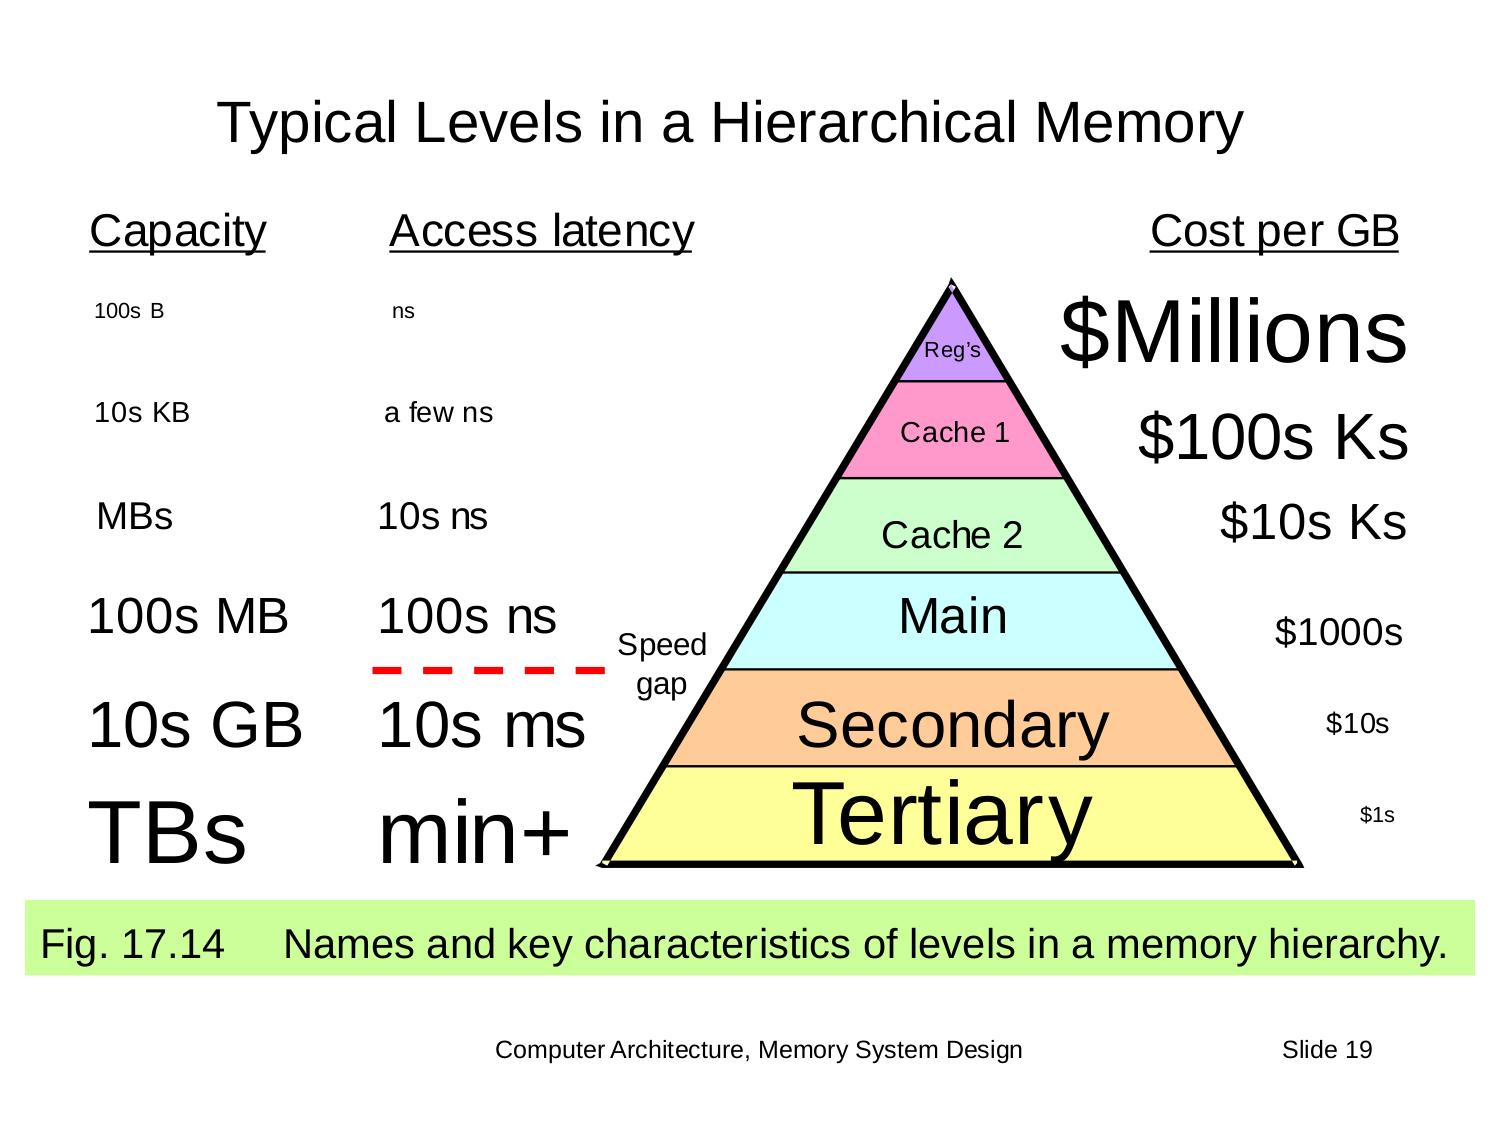 Typical Levels in a Hierarchical Memory
Capacity Access latency Cost per GB
100s B ns Reg’s $Millions
10s KB a few ns Cache 1 $100s Ks
MBs 10s ns Cache 2 $10s Ks
100s MB 100s ns Main $1000s
Speed
gap
10s GB 10s ms Secondary $10s
TBs min+ Tertiary $1s
Fig. 17.14 Names and key characteristics of levels in a memory hierarchy.
Computer Architecture, Memory System Design Slide 19